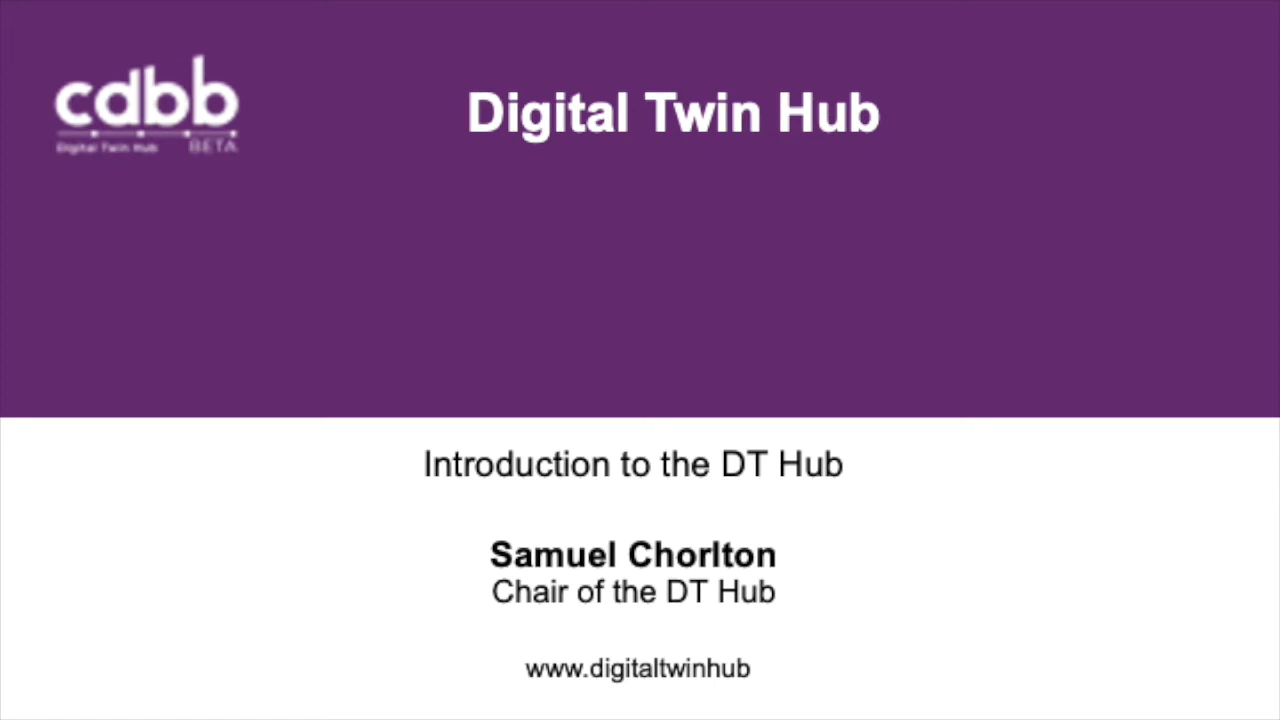 cdbb
Digital Twin Hub BETA
Digital Twin Hub
Introduction to the DT Hub
Samuel Chorlton
Chair of the DT Hub
www.digitaltwinhub